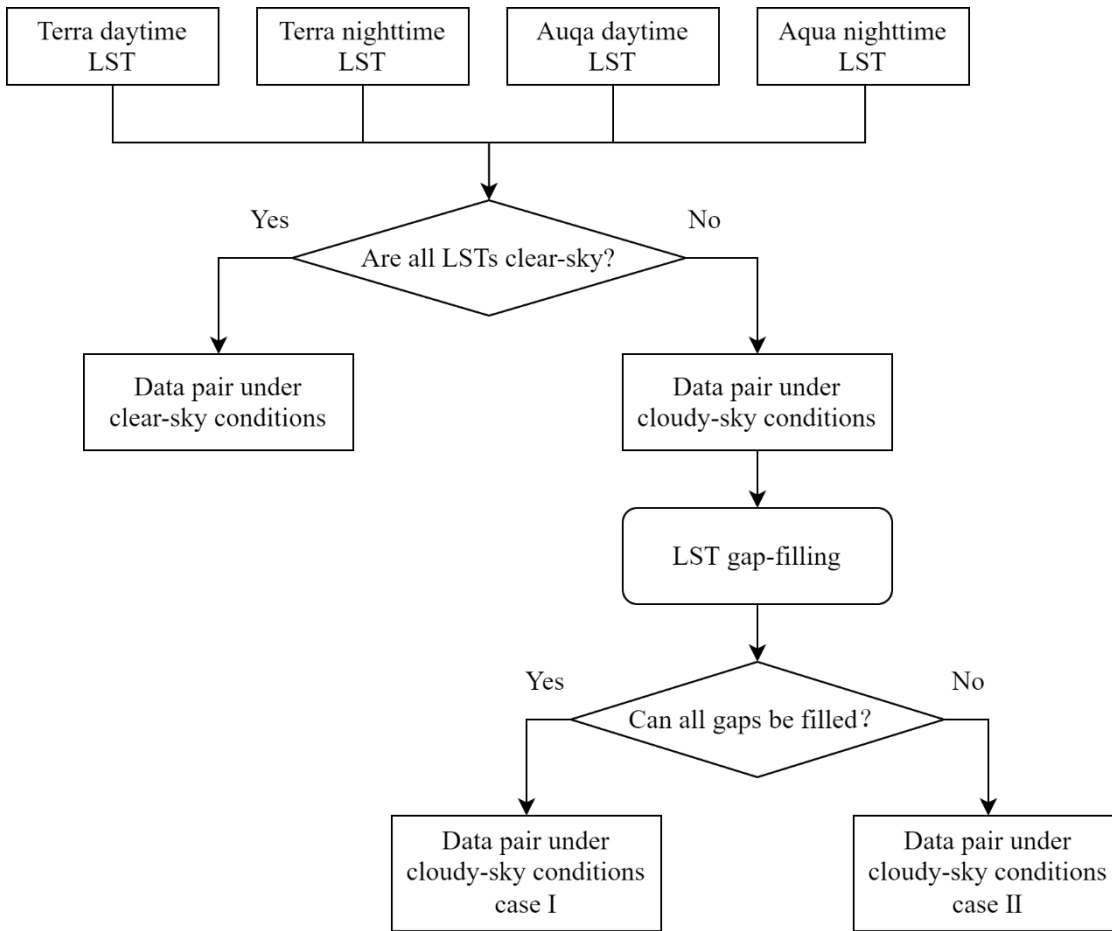 Terra daytime
LST
Terra nighttime
LST
Auqa daytime
LST
Aqua nighttime
LST
Yes
No
Are all LSTs clear-sky?
Data pair under
clear-sky conditions
Data pair under
cloudy-sky conditions
LST gap-filling
Yes
No
Can all gaps be filled？
Data pair under
cloudy-sky conditions
case I
Data pair under
cloudy-sky conditions
case II